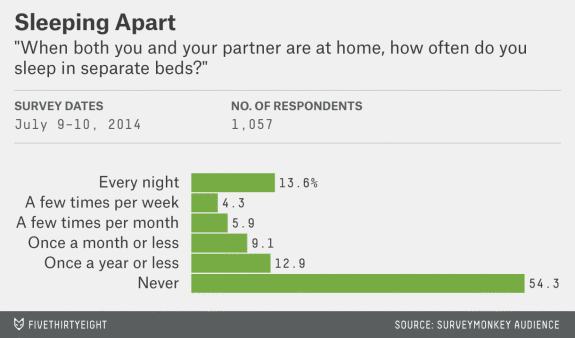 Sleeping Apart
"When both you and your partner are at home, how often do you
sleep in separate beds?"
SURVEY DATES
July 9-10, 2014
NO. OF RESPONDENTS
1,057
Every night 13.6%
A few times per week 4.3
A few times per month 5.9
Once a month or less 9.1
Once a year or less 12.9
Never 54.3
FIVETHIRTYEIGHT
SOURCE: SURVEYMONKEY AUDIENCE